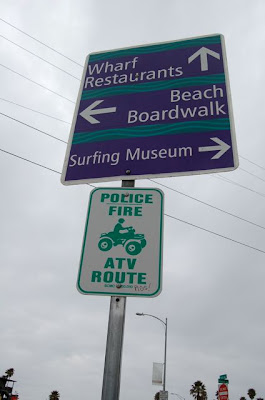 Wharf
Restaurants
Beach
Boardwalk
Surfing Museum
POLICE
FIRE
ATV
ROUTE